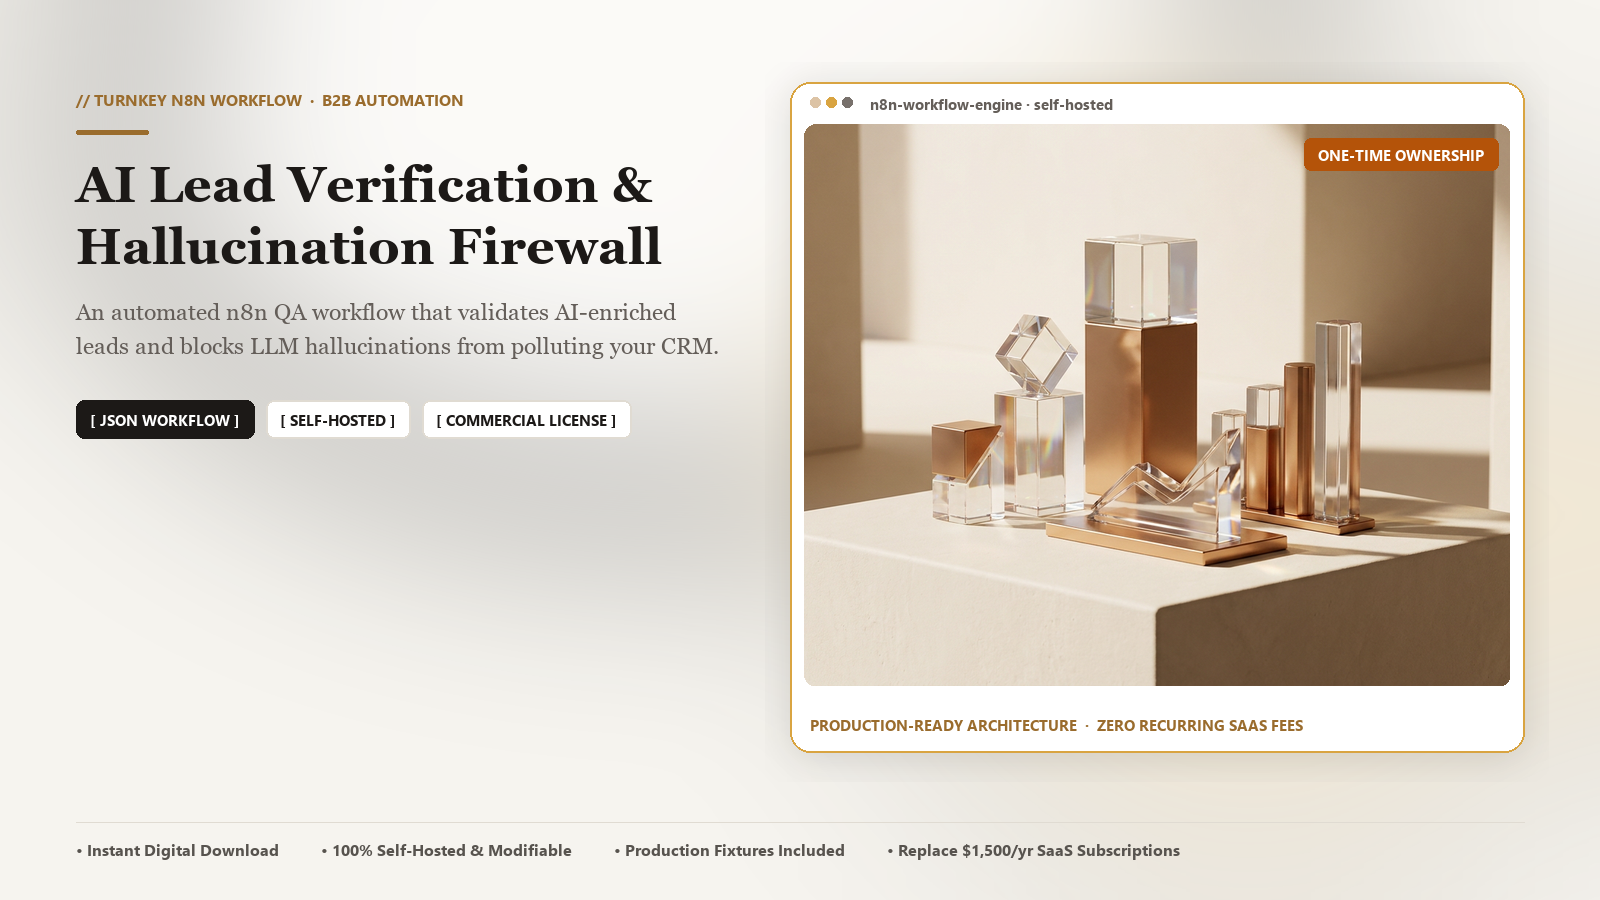 // TURNKEY N8N WORKFLOW · B2B AUTOMATION
AI Lead Verification &
Hallucination Firewall
An automated n8n QA workflow that validates AI-enriched
leads and blocks LLM hallucinations from polluting your CRM.
[ JSON WORKFLOW ] [ SELF-HOSTED ] [ COMMERCIAL LICENSE ]
n8n-workflow-engine · self-hosted
ONE-TIME OWNERSHIP
PRODUCTION-READY ARCHITECTURE · ZERO RECURRING SAAS FEES
• Instant Digital Download • 100% Self-Hosted & Modifiable • Production Fixtures Included • Replace $1,500/yr SaaS Subscriptions